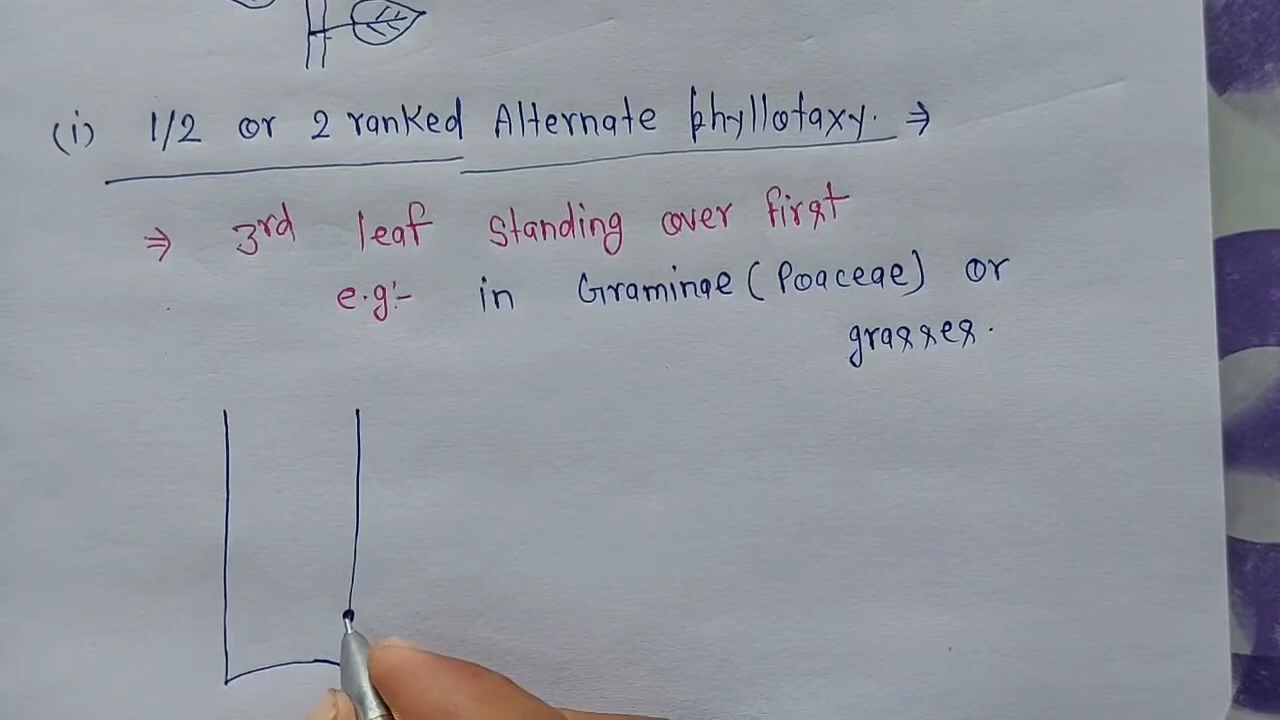 (i) 1/2 or 2 ranked Alternate phyllotaxy. ⇒
⇒ 3rd leaf standing over first
e.g:- in Graminae (Poaceae) or
grasses.